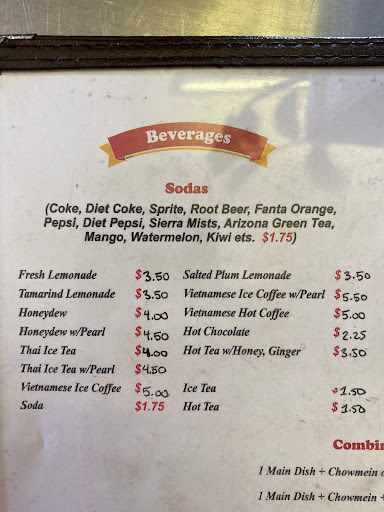 Beverages
Sodas
(Coke, Diet Coke, Sprite, Root Beer, Fanta Orange,
Pepsi, Diet Pepsi, Sierra Mists, Arizona Green Tea,
Mango, Watermelon, Kiwi ets. $1.75)
Fresh Lemonade $3.50 Salted Plum Lemonade $3.50
Tamarind Lemonade $3.50 Vietnamese Ice Coffee w/Pearl $5.50
Honeydew $4.00 Vietnamese Hot Coffee $5.00
Honeydew w/Pearl $4.50 Hot Chocolate $2.25
Thai Ice Tea $4.00 Hot Tea w/Honey, Ginger $3.50
Thai Ice Tea w/Pearl $4.50
Vietnamese Ice Coffee $5.00 Ice Tea $1.50
Soda $1.75 Hot Tea $1.50
Combin
1 Main Dish + Chowmein
1 Main Dish + Chowmein +